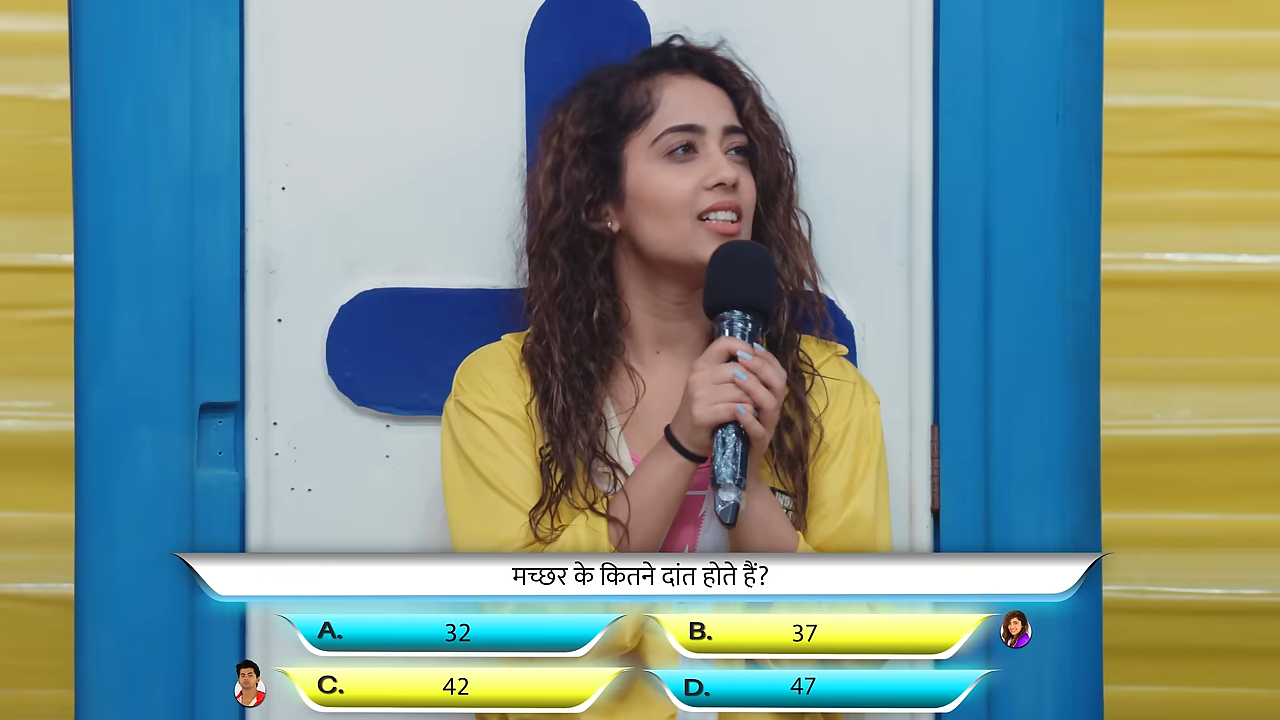 मच्छर के कितने दांत होते हैं?
A. 32
B. 37
C. 42
D. 47